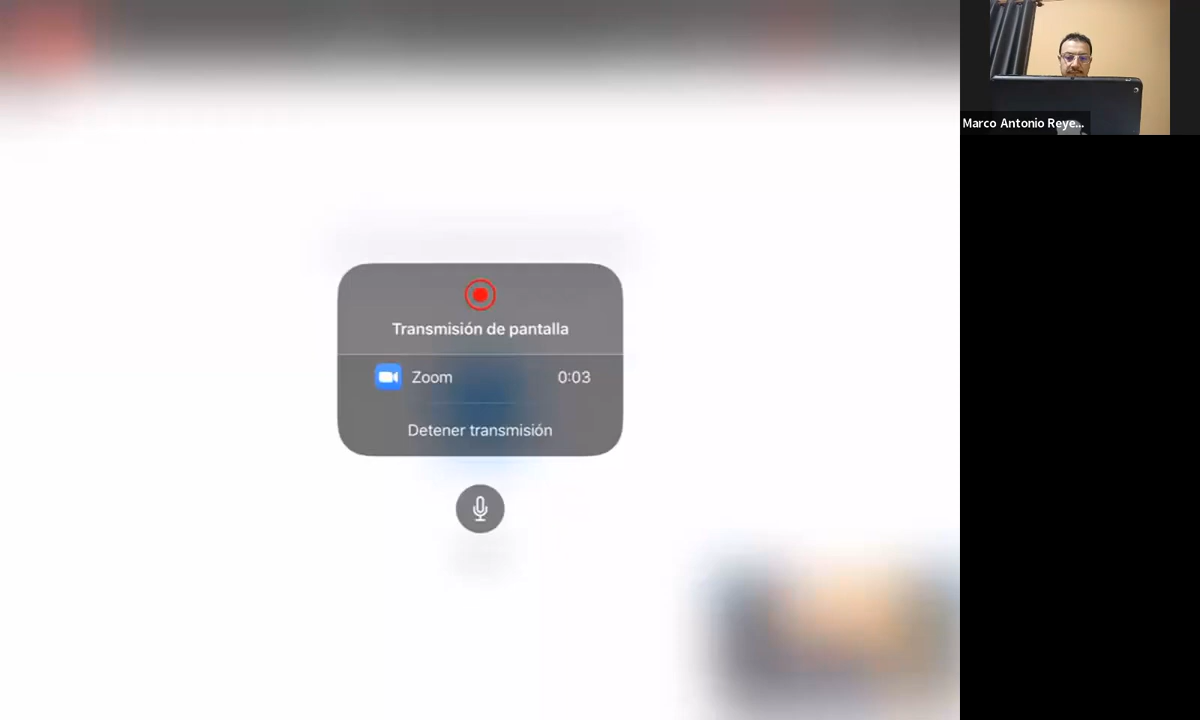 Transmisión de pantalla
Zoom 0:03
Detener transmisión
Marco Antonio Reye...